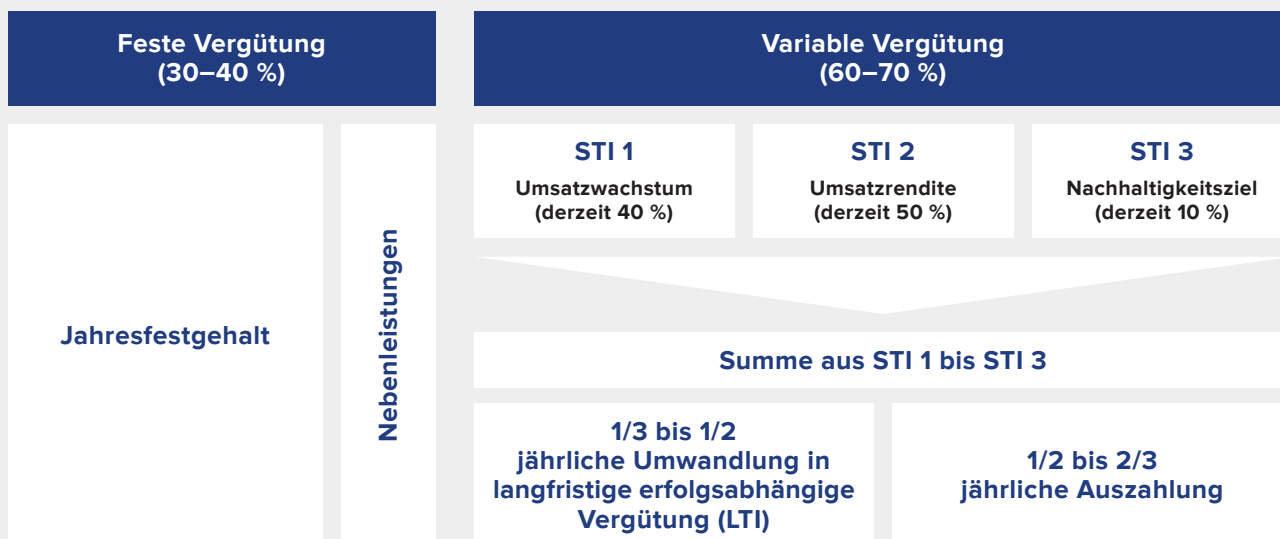 Feste Vergütung
(30–40 %)
Variable Vergütung
(60–70 %)
Jahresfestgehalt
Nebenleistungen
STI 1
Umsatzwachstum
(derzeit 40 %)
STI 2
Umsatzrendite
(derzeit 50 %)
STI 3
Nachhaltigkeitsziel
(derzeit 10 %)
Summe aus STI 1 bis STI 3
1/3 bis 1/2
jährliche Umwandlung in
langfristige erfolgsabhängige
Vergütung (LTI)
1/2 bis 2/3
jährliche Auszahlung